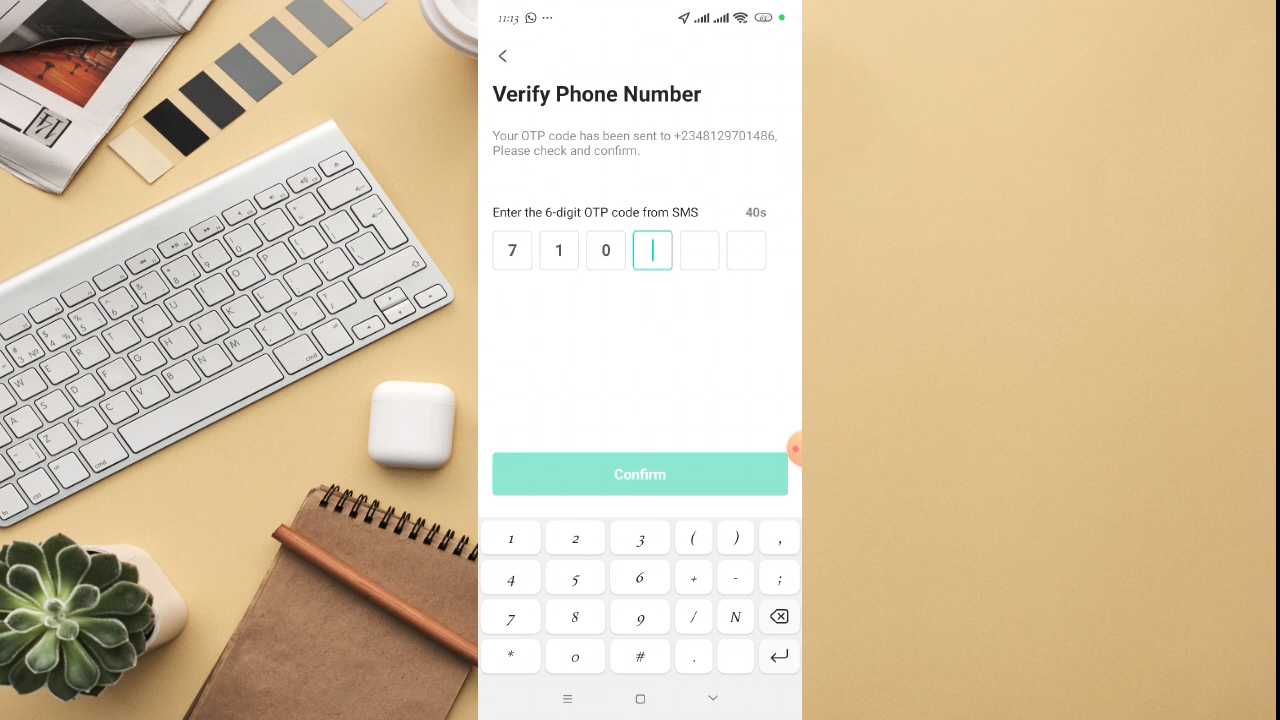 11:13
Verify Phone Number
Your OTP code has been sent to +2348129701486,
Please check and confirm.
Enter the 6-digit OTP code from SMS 40s
7 1 0
Confirm
1 2 3 ( ) ,
4 5 6 + - ;
7 8 9 / N
* 0 # .